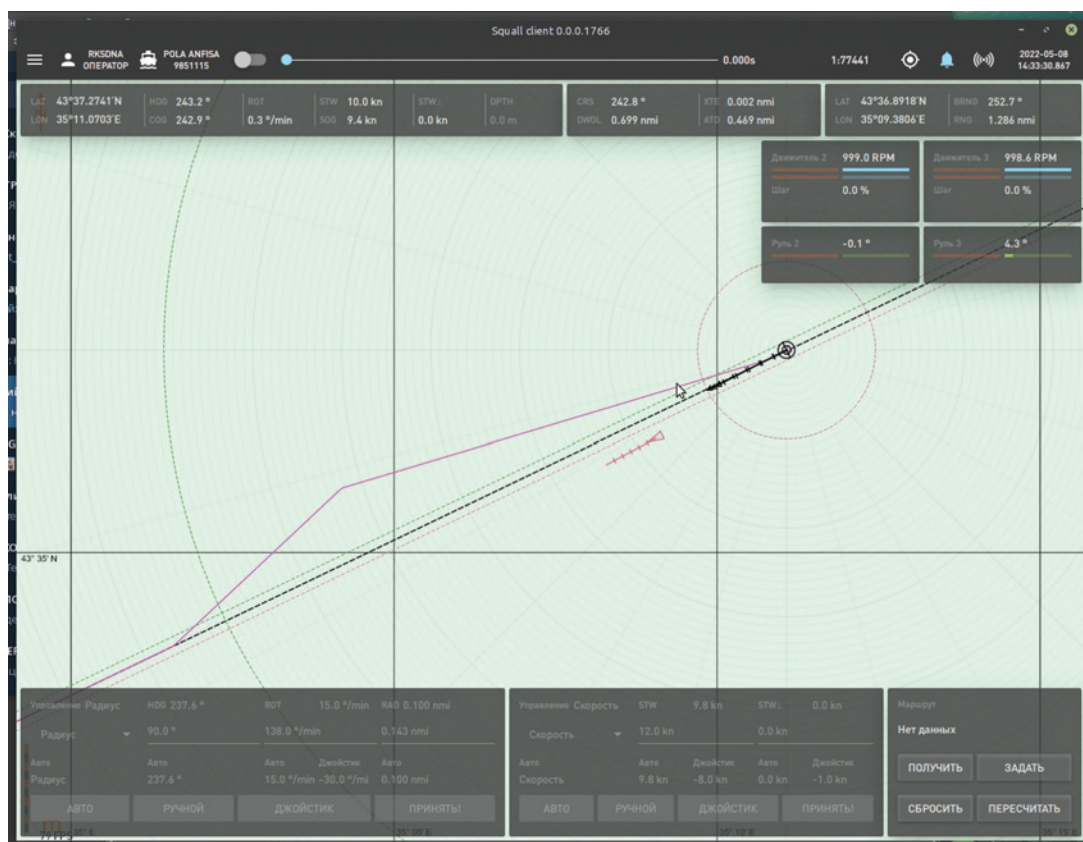 Squall client 0.0.0.1766
RKSDNA
ОПЕРАТОР
POLA ANFISA
9851115
0.000s
1:77441
2022-05-08
14:33:30.867
LAT 43°37.2741'N HDG 243.2° ROT STW 10.0 kn STW⊥ DPTH
LON 35°11.0703'E COG 242.9° 0.3 °/min SOG 9.4 kn 0.0 kn 0.0 m
CRS 242.8° XTE 0.002 nmi
DWOL 0.699 nmi ATD 0.469 nmi
LAT 43°36.8918'N BRNG 252.7°
LON 35°09.3806'E RNG 1.286 nmi
Движитель 2 999.0 RPM
Шаг 0.0 %
Движитель 3 998.6 RPM
Шаг 0.0 %
Руль 2 -0.1°
Руль 3 4.3°
43° 35' N
Управление Радиус HDG 237.6° ROT 15.0 °/min RAD 0.100 nmi
Радиус 90.0° 138.0 °/min 0.143 nmi
Авто Авто Авто Джойстик Авто
Радиус 237.6° 15.0 °/min -30.0 °/mi 0.100 nmi
АВТО РУЧНОЙ ДЖОЙСТИК ПРИНЯТЬ!
Управление Скорость STW 9.8 kn STW⊥ 0.0 kn
Скорость 12.0 kn 0.0 kn
Авто Авто Джойстик Авто Джойстик
Скорость 9.8 kn -8.0 kn 0.0 kn -1.0 kn
АВТО РУЧНОЙ ДЖОЙСТИК ПРИНЯТЬ!
Маршрут
Нет данных
ПОЛУЧИТЬ ЗАДАТЬ
СБРОСИТЬ ПЕРЕСЧИТАТЬ
77 FPS 35° E 35° 05' E 35° 10' E 35° 15' E